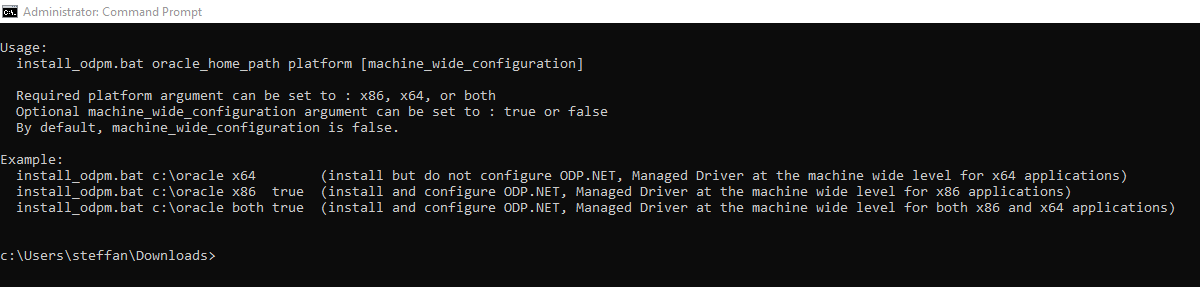 Administrator: Command Prompt
Usage:
  install_odpm.bat oracle_home_path platform [machine_wide_configuration]
  Required platform argument can be set to : x86, x64, or both
  Optional machine_wide_configuration argument can be set to : true or false
  By default, machine_wide_configuration is false.
Example:
  install_odpm.bat c:\oracle x64        (install but do not configure ODP.NET, Managed Driver at the machine wide level for x64 applications)
  install_odpm.bat c:\oracle x86  true  (install and configure ODP.NET, Managed Driver at the machine wide level for x86 applications)
  install_odpm.bat c:\oracle both true  (install and configure ODP.NET, Managed Driver at the machine wide level for both x86 and x64 applications)
c:\Users\steffan\Downloads>